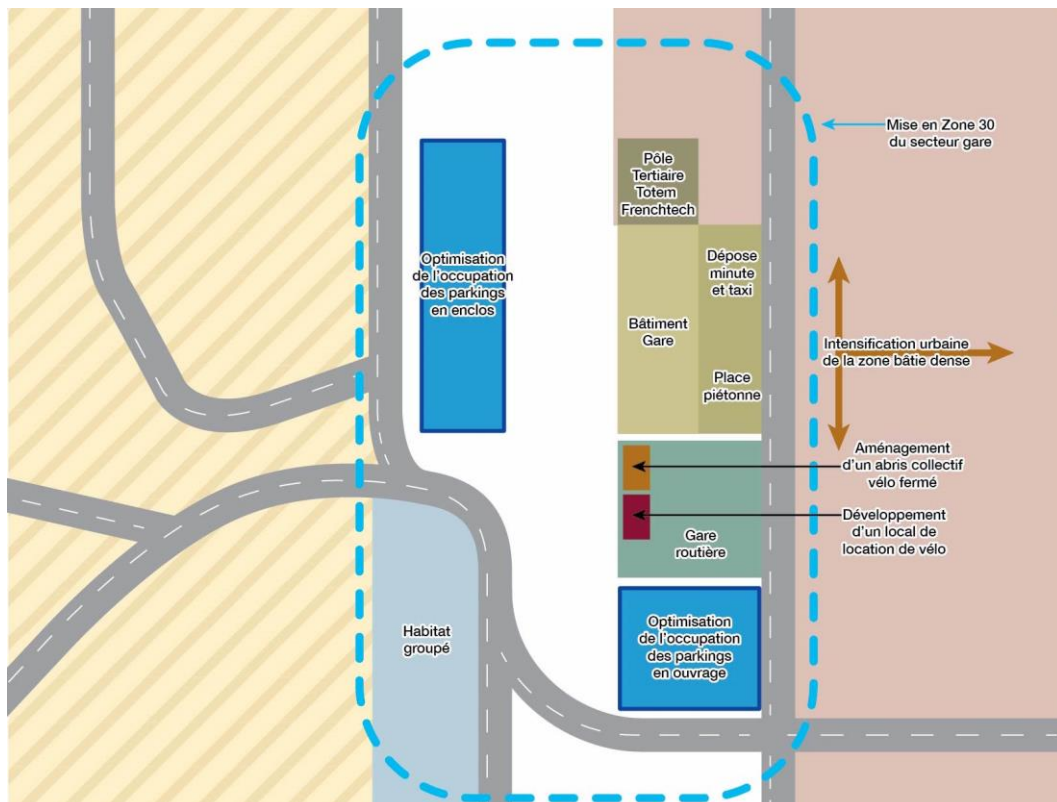 Mise en Zone 30
du secteur gare
Pôle
Tertiaire
Totem
Frenchtech
Optimisation
de l'occupation
des parkings
en enclos
Dépose
minute
et taxi
Bâtiment
Gare
Place
piétonne
Intensification urbaine
de la zone bâtie dense
Aménagement
d'un abris collectif
vélo fermé
Développement
d'un local de
location de vélo
Gare
routière
Habitat
groupé
Optimisation
de l'occupation
des parkings
en ouvrage